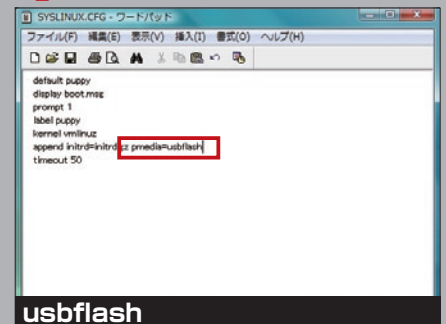 SYSLINUX.CFG - ワードパッド
ファイル(F) 編集(E) 表示(V) 挿入(I) 書式(O) ヘルプ(H)
default puppy
display boot.msg
prompt 1
label puppy
kernel vmlinuz
append initrd=initrd.gz pmedia=usbflash
timeout 50
usbflash